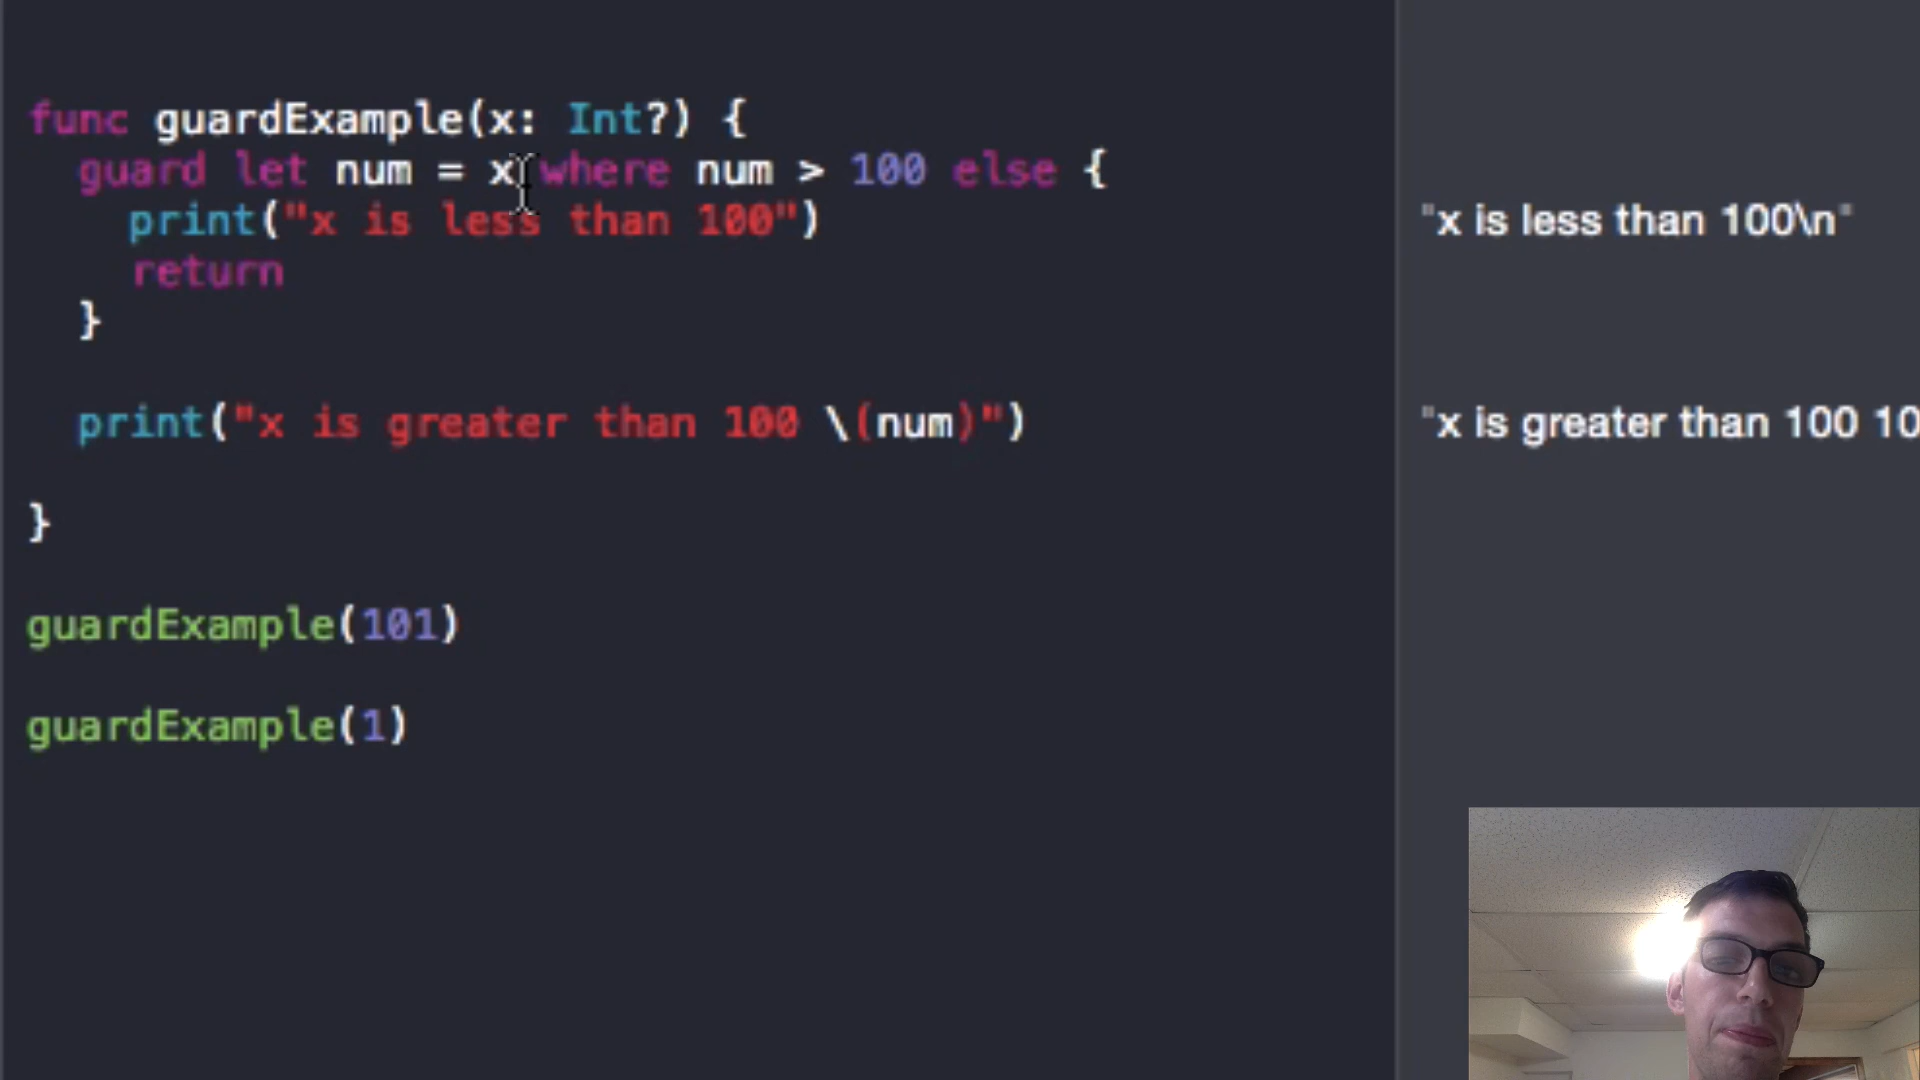 func guardExample(x: Int?) {
guard let num = x where num > 100 else {
print("x is less than 100")
"x is less than 100\n"
return
}
print("x is greater than 100 \(num)")
"x is greater than 100 10
}
guardExample(101)
guardExample(1)